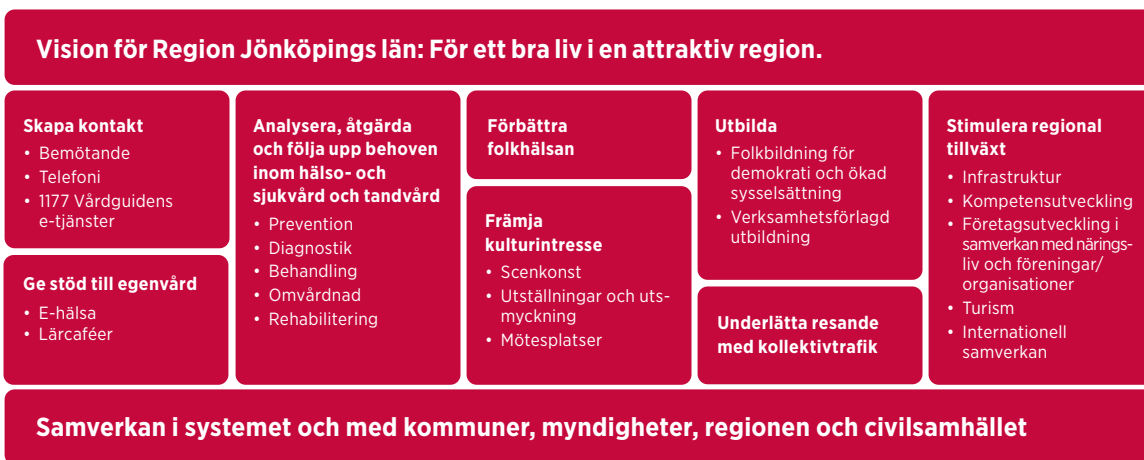 Vision för Region Jönköpings län: För ett bra liv i en attraktiv region.
Skapa kontakt
• Bemötande
• Telefoni
• 1177 Vårdguidens
e-tjänster
Ge stöd till egenvård
• E-hälsa
• Lärcaféer
Analysera, åtgärda
och följa upp behoven
inom hälso- och
sjukvård och tandvård
• Prevention
• Diagnostik
• Behandling
• Omvårdnad
• Rehabilitering
Förbättra
folkhälsan
Främja
kulturintresse
• Scenkonst
• Utställningar och uts-
myckning
• Mötesplatser
Utbilda
• Folkbildning för
demokrati och ökad
sysselsättning
• Verksamhetsförlagd
utbildning
Underlätta resande
med kollektivtrafik
Stimulera regional
tillväxt
• Infrastruktur
• Kompetensutveckling
• Företagsutveckling i
samverkan med närings-
liv och föreningar/
organisationer
• Turism
• Internationell
samverkan
Samverkan i systemet och med kommuner, myndigheter, regionen och civilsamhället